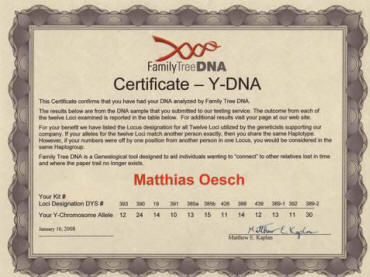 FamilyTreeDNA
Certificate – Y-DNA
This Certificate confirms that you have had your DNA analyzed by Family Tree DNA.
The results below are from the DNA sample that you submitted to our testing service. The outcome from each of
the twelve Loci examined is reported in the table below. For additional results visit your page at our web site.
For your benefit we have listed the Locus designation for all Twelve Loci utilized by the geneticists supporting our
company. If your alleles for the twelve Loci match another person exactly, then you share the same Haplotype.
However, if your numbers were off by one position from another person in one Locus, you would be considered in the
same Haplogroup.
Family Tree DNA is a Genealogical tool designed to aid individuals wanting to "connect" to other relatives lost in time
and where the paper trail no longer exists.
Matthias Oesch
Your Kit #
Loci Designation DYS # 393 390 19 391 385a 385b 426 388 439 389-1 392 389-2
Your Y-Chromosome Allele 12 24 14 10 13 15 11 14 12 13 11 30
January 16, 2008
Matthew E. Kaplan
Matthew E. Kaplan